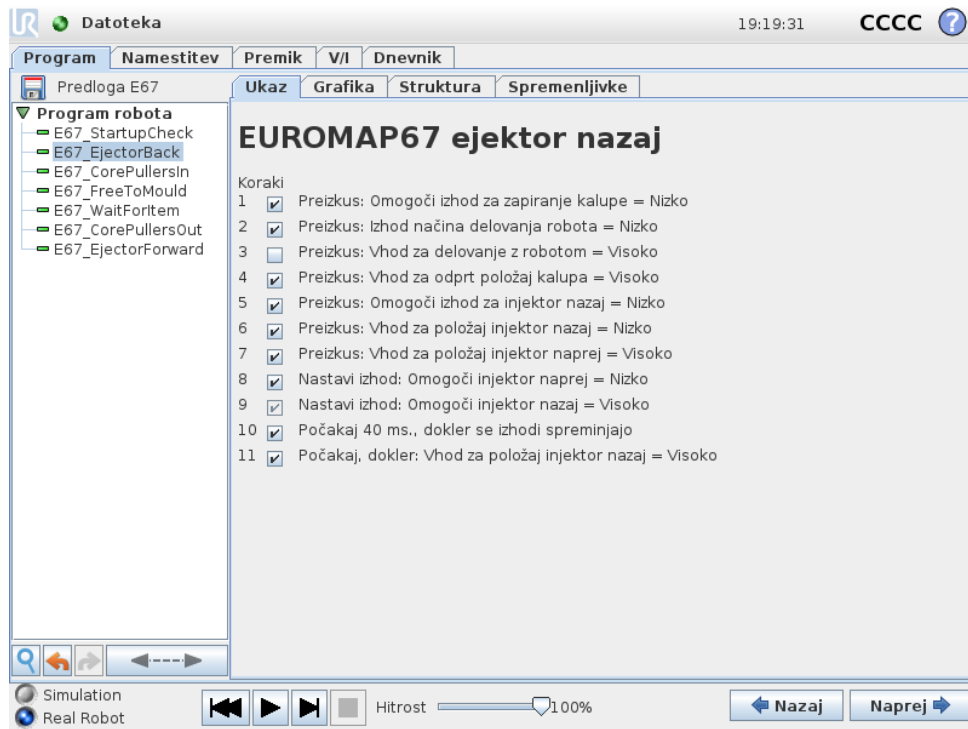 UR Datoteka 19:19:31 CCCC ?
Program Namestitev Premik V/I Dnevnik
Predloga E67
Ukaz Grafika Struktura Spremenljivke
Program robota
E67_StartupCheck
E67_EjectorBack
E67_CorePullersIn
E67_FreeToMould
E67_WaitForItem
E67_CorePullersOut
E67_EjectorForward
EUROMAP67 ejektor nazaj
Koraki
1 Preizkus: Omogoči izhod za zapiranje kalupe = Nizko
2 Preizkus: Izhod načina delovanja robota = Nizko
3 Preizkus: Vhod za delovanje z robotom = Visoko
4 Preizkus: Vhod za odprt položaj kalupa = Visoko
5 Preizkus: Omogoči izhod za injektor nazaj = Nizko
6 Preizkus: Vhod za položaj injektor nazaj = Nizko
7 Preizkus: Vhod za položaj injektor naprej = Visoko
8 Nastavi izhod: Omogoči injektor naprej = Nizko
9 Nastavi izhod: Omogoči injektor nazaj = Visoko
10 Počakaj 40 ms., dokler se izhodi spreminjajo
11 Počakaj, dokler: Vhod za položaj injektor nazaj = Visoko
Simulation
Real Robot
Hitrost 100%
Nazaj
Naprej